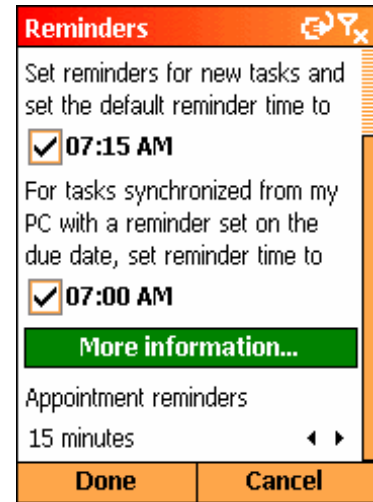 Reminders
Set reminders for new tasks and
set the default reminder time to
07:15 AM
For tasks synchronized from my
PC with a reminder set on the
due date, set reminder time to
07:00 AM
More information...
Appointment reminders
15 minutes
Done Cancel